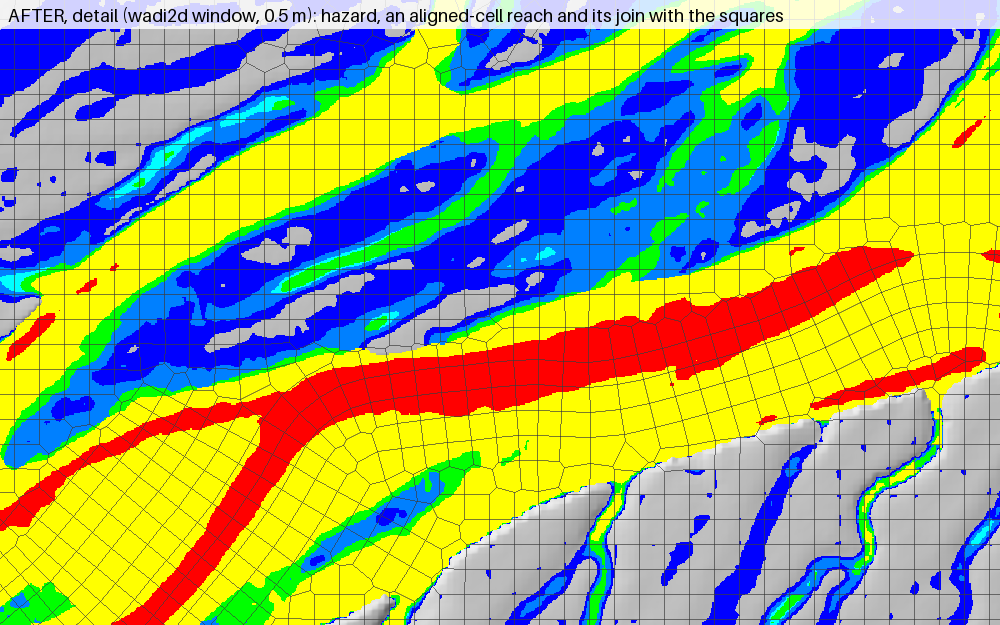 AFTER, detail (wadi2d window, 0.5 m): hazard, an aligned-cell reach and its join with the squares